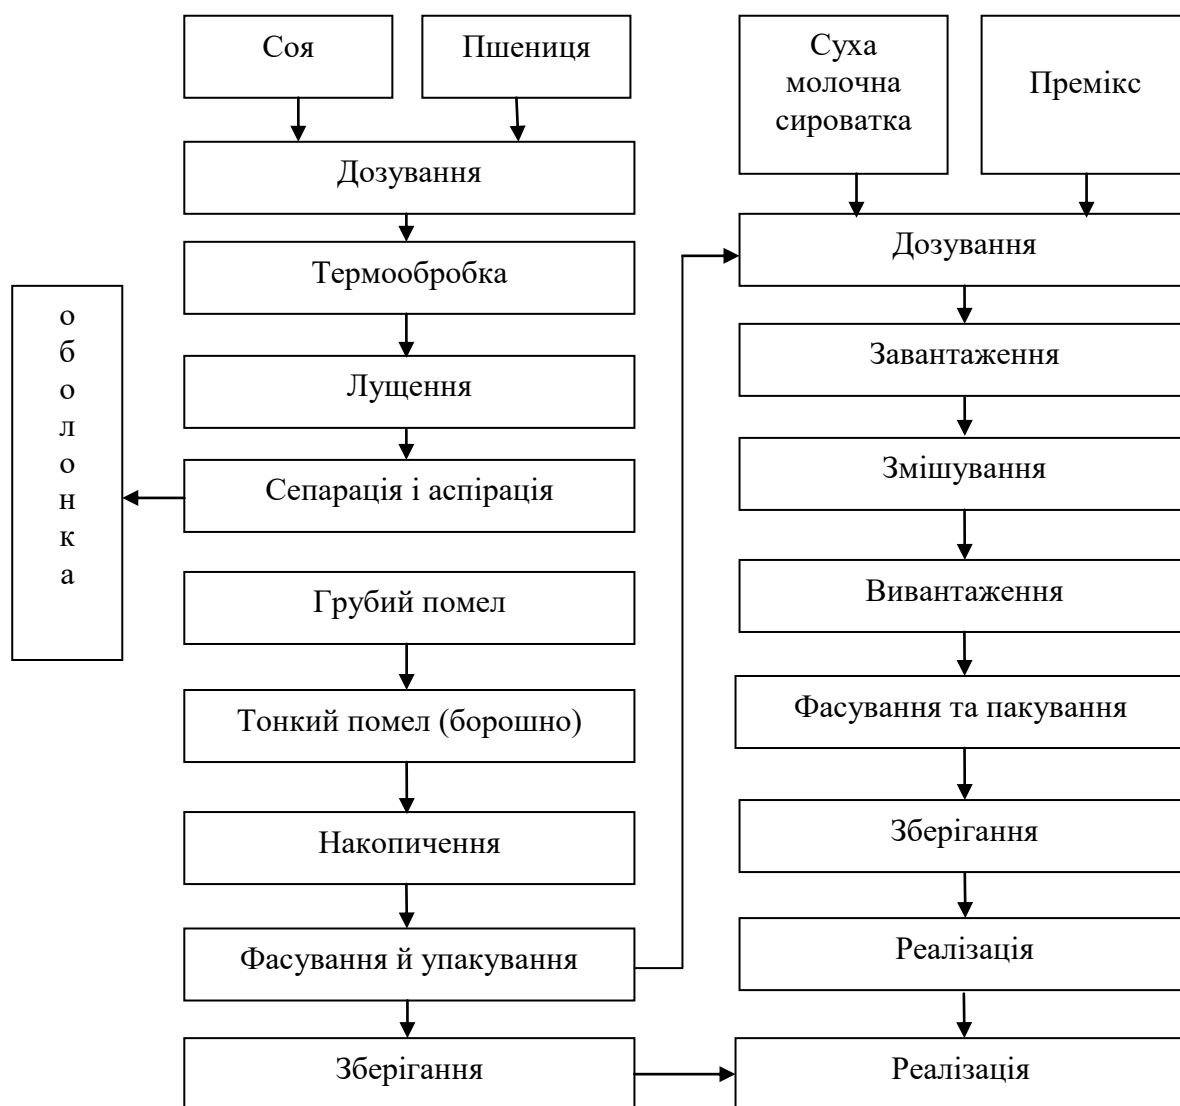 Соя
Пшениця
Дозування
Термообробка
Лущення
Сепарація і аспірація
оболонка
Грубий помел
Тонкий помел (борошно)
Накопичення
Фасування й упакування
Зберігання
Суха
молочна
сироватка
Премікс
Дозування
Завантаження
Змішування
Вивантаження
Фасування та пакування
Зберігання
Реалізація
Реалізація